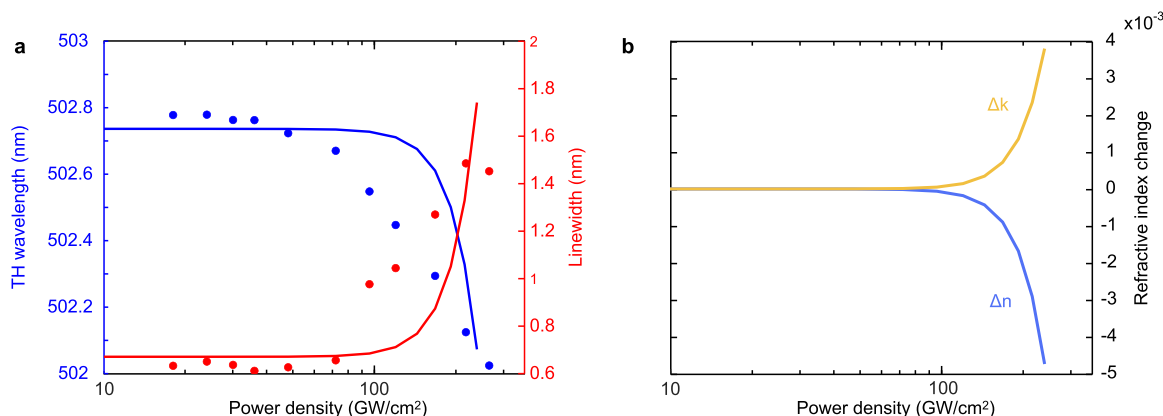 a
503
502.8
502.6
502.4
502.2
502
TH wavelength (nm)
2
1.8
1.6
1.4
1.2
1
0.8
0.6
Linewidth (nm)
10
100
Power density (GW/cm²)
b
x10⁻³
4
3
2
1
0
-1
-2
-3
-4
-5
Refractive index change
Δk
Δn
10
100
Power density (GW/cm²)